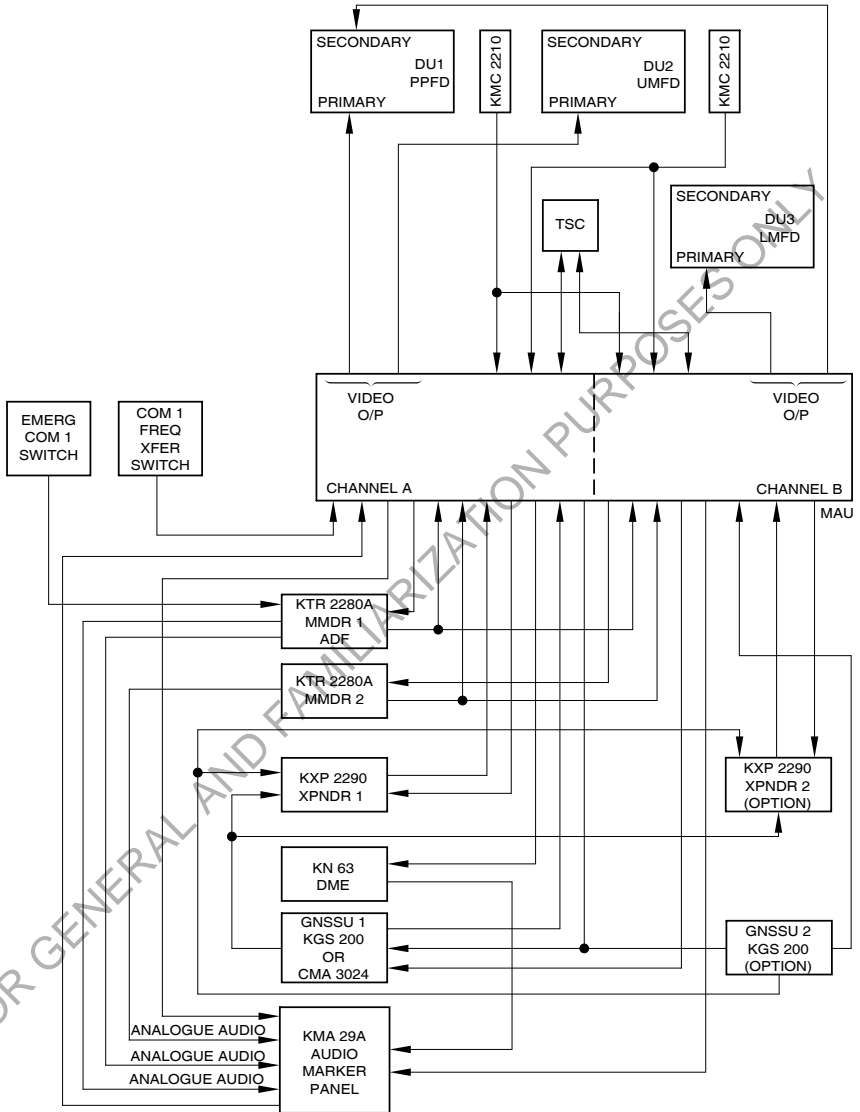 SECONDARY
DU1
PPFD
PRIMARY
KMC 2210
SECONDARY
DU2
UMFD
PRIMARY
KMC 2210
TSC
SECONDARY
DU3
LMFD
PRIMARY
VIDEO
O/P
VIDEO
O/P
CHANNEL A
CHANNEL B
MAU
EMERG
COM 1
SWITCH
COM 1
FREQ
XFER
SWITCH
KTR 2280A
MMDR 1
ADF
KTR 2280A
MMDR 2
KXP 2290
XPNDR 1
KXP 2290
XPNDR 2
(OPTION)
KN 63
DME
GNSSU 1
KGS 200
OR
CMA 3024
GNSSU 2
KGS 200
(OPTION)
KMA 29A
AUDIO
MARKER
PANEL
ANALOGUE AUDIO
ANALOGUE AUDIO
ANALOGUE AUDIO
OR GENERAL AND FAMILIARIZATION PURPOSES ONLY